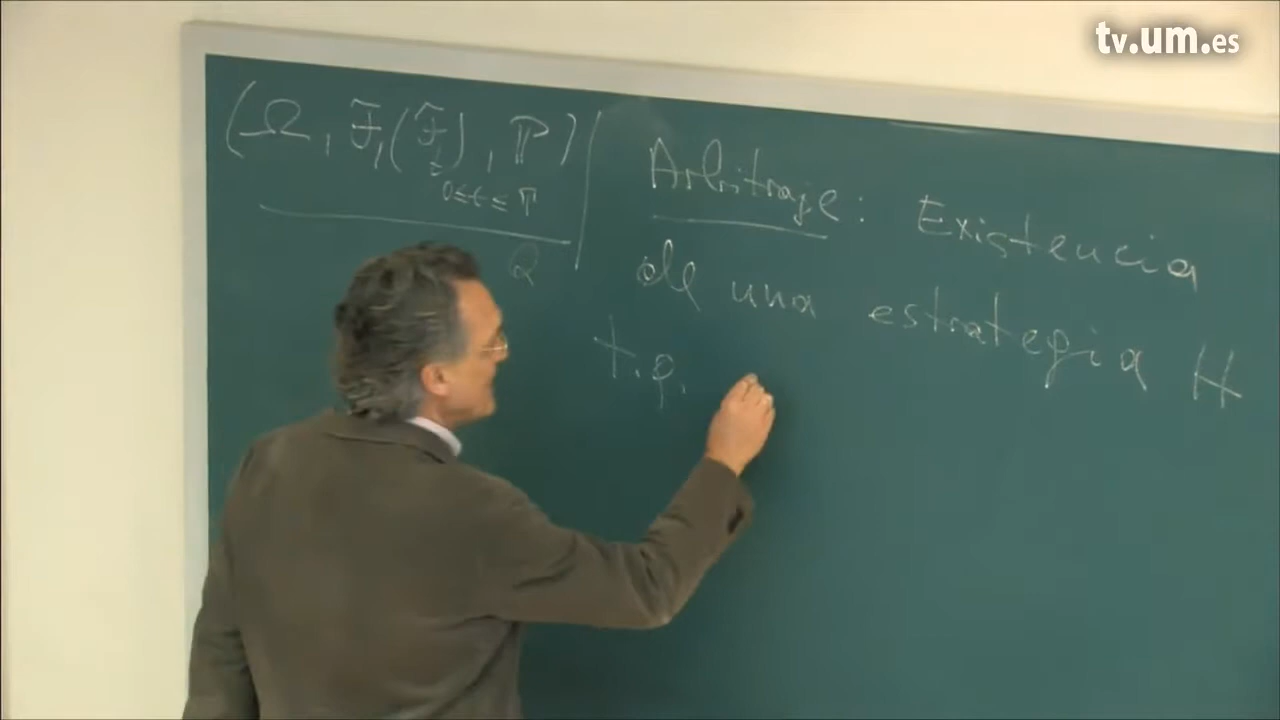 tv.um.es
(Ω, F, (F_t), P)
0≤t≤T
Q
Arbitraje: Existencia
de una estrategia H
t.q.